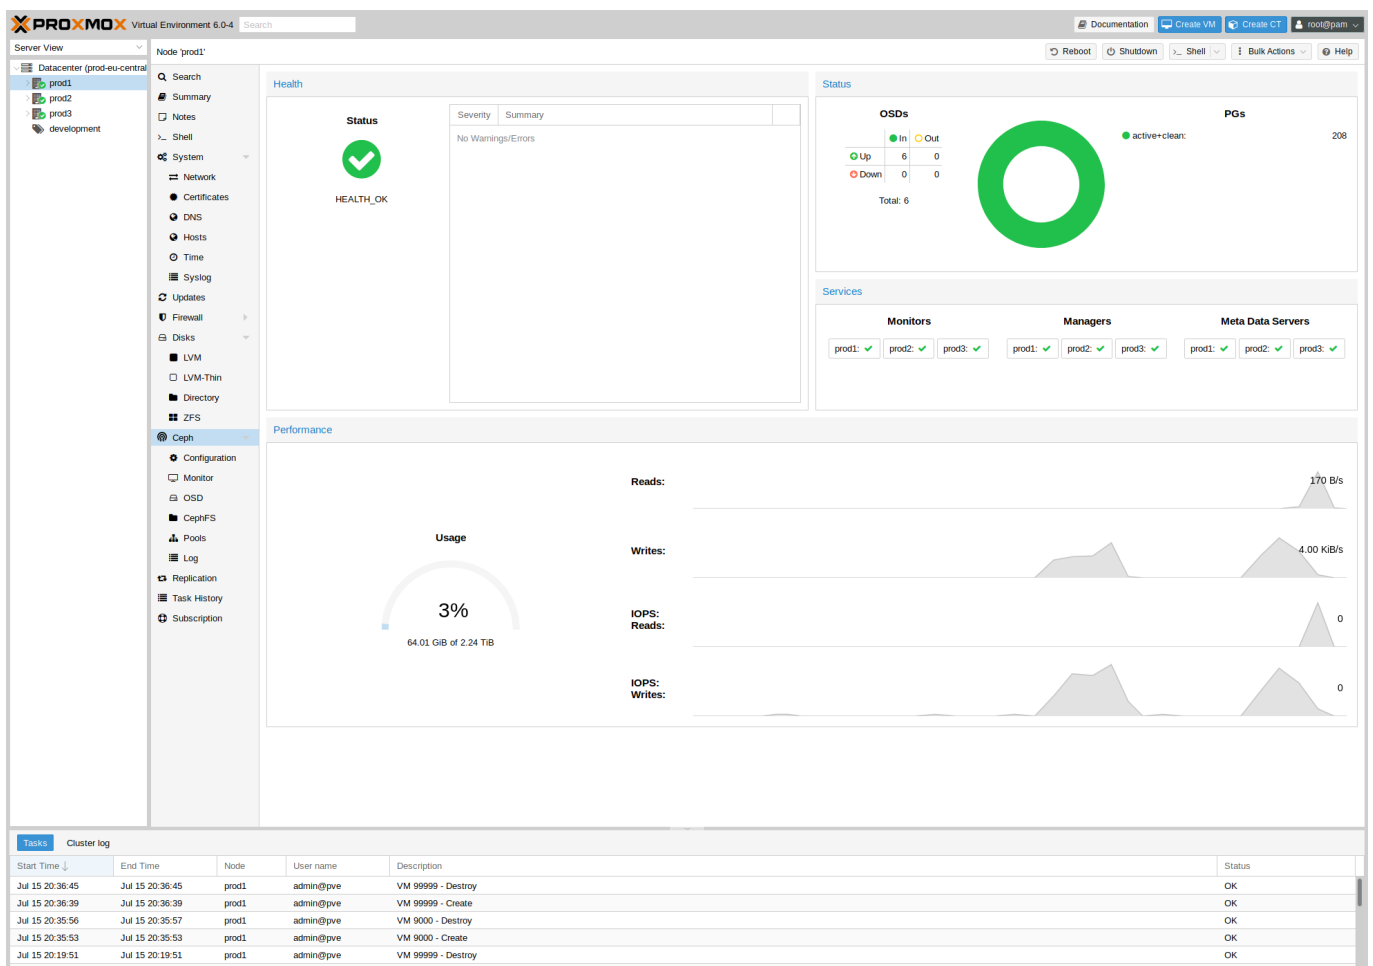 PROXMOX Virtual Environment 6.0-4 Search Documentation Create VM Create CT root@pam
Server View
Datacenter (prod-eu-central
prod1
prod2
prod3
development
Node 'prod1' Reboot Shutdown >_ Shell Bulk Actions Help
Search
Summary
Notes
>_ Shell
System
Network
Certificates
DNS
Hosts
Time
Syslog
Updates
Firewall
Disks
LVM
LVM-Thin
Directory
ZFS
Ceph
Configuration
Monitor
OSD
CephFS
Pools
Log
Replication
Task History
Subscription
Health
Status
HEALTH_OK
Severity Summary
No Warnings/Errors
Status
OSDs
In Out
Up 6 0
Down 0 0
Total: 6
PGs
active+clean: 208
Services
Monitors Managers Meta Data Servers
prod1: prod2: prod3: prod1: prod2: prod3: prod1: prod2: prod3:
Performance
Usage
3%
64.01 GiB of 2.24 TiB
Reads: 170 B/s
Writes: 4.00 KiB/s
IOPS:
Reads: 0
IOPS:
Writes: 0
Tasks Cluster log
Start Time ↓ End Time Node User name Description Status
Jul 15 20:36:45 Jul 15 20:36:45 prod1 admin@pve VM 99999 - Destroy OK
Jul 15 20:36:39 Jul 15 20:36:39 prod1 admin@pve VM 99999 - Create OK
Jul 15 20:35:56 Jul 15 20:35:57 prod1 admin@pve VM 9000 - Destroy OK
Jul 15 20:35:53 Jul 15 20:35:53 prod1 admin@pve VM 9000 - Create OK
Jul 15 20:19:51 Jul 15 20:19:51 prod1 admin@pve VM 99999 - Destroy OK